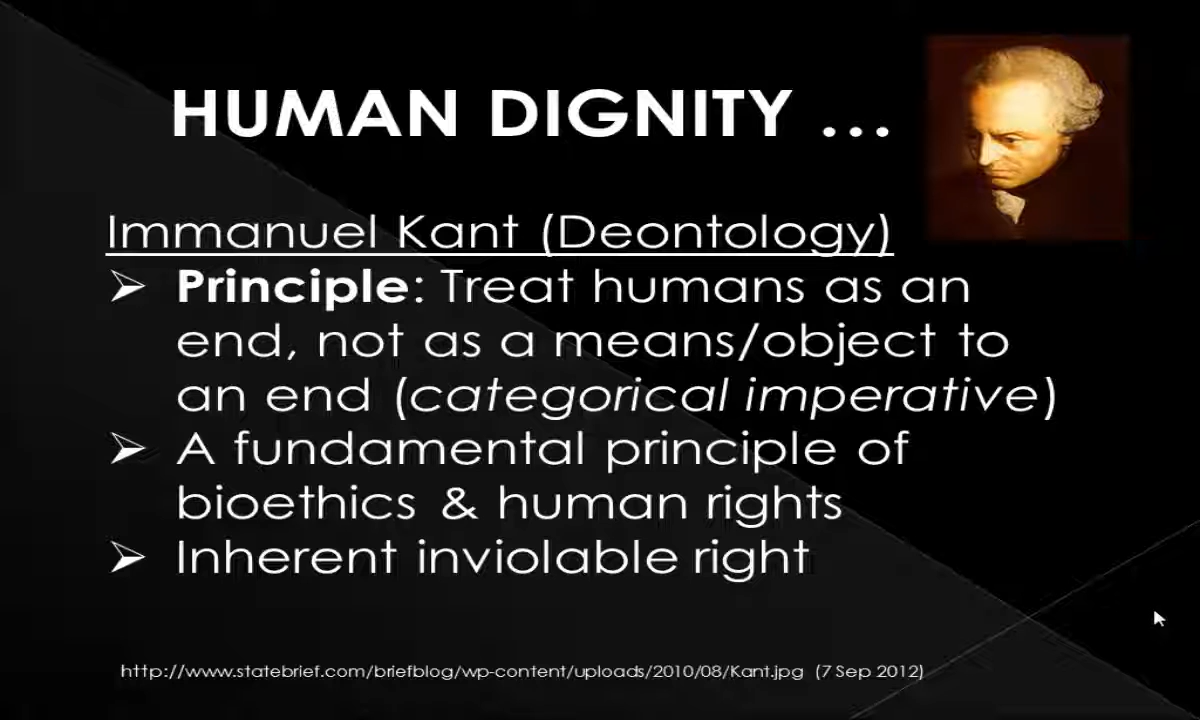 HUMAN DIGNITY ...
Immanuel Kant (Deontology)
➢ Principle: Treat humans as an
end, not as a means/object to
an end (categorical imperative)
➢ A fundamental principle of
bioethics & human rights
➢ Inherent inviolable right
http://www.statebrief.com/briefblog/wp-content/uploads/2010/08/Kant.jpg (7 Sep 2012)